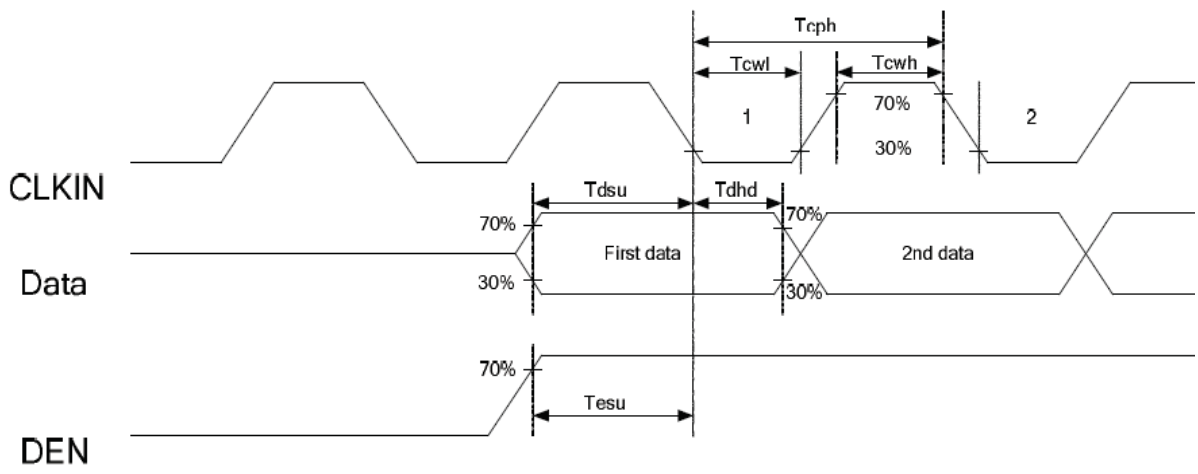 Tcph
Tcwl
Tcwh
1
70%
2
30%
CLKIN
Tdsu
Tdhd
70%
70%
First data
2nd data
Data
30%
30%
70%
Tesu
DEN